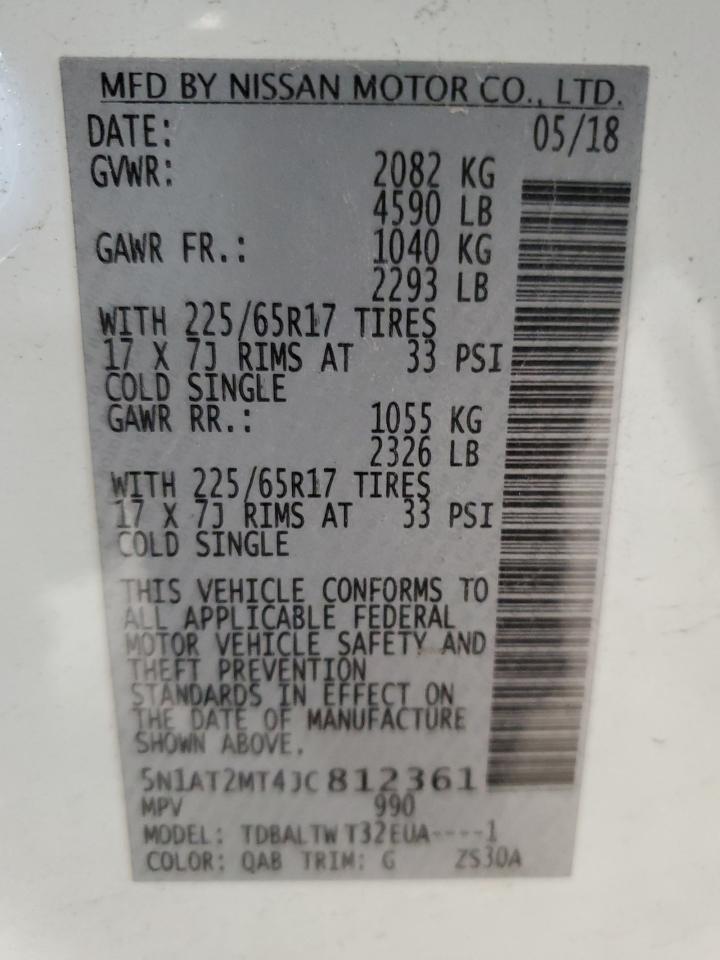 MFD BY NISSAN MOTOR CO., LTD.
DATE: 05/18
GVWR: 2082 KG
4590 LB
GAWR FR.: 1040 KG
2293 LB
WITH 225/65R17 TIRES
17 X 7J RIMS AT 33 PSI
COLD SINGLE
GAWR RR.: 1055 KG
2326 LB
WITH 225/65R17 TIRES
17 X 7J RIMS AT 33 PSI
COLD SINGLE
THIS VEHICLE CONFORMS TO
ALL APPLICABLE FEDERAL
MOTOR VEHICLE SAFETY AND
THEFT PREVENTION
STANDARDS IN EFFECT ON
THE DATE OF MANUFACTURE
SHOWN ABOVE.
5N1AT2MT4JC812361
MPV 990
MODEL: TDBALTW T32EUA----1
COLOR: QAB TRIM: G ZS30A